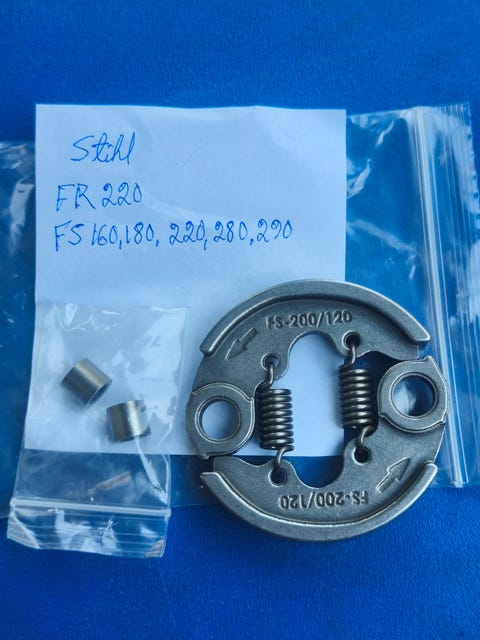 Stihl
FR 220
FS 160,180, 220, 280, 290
FS-200/120
FS-200/120